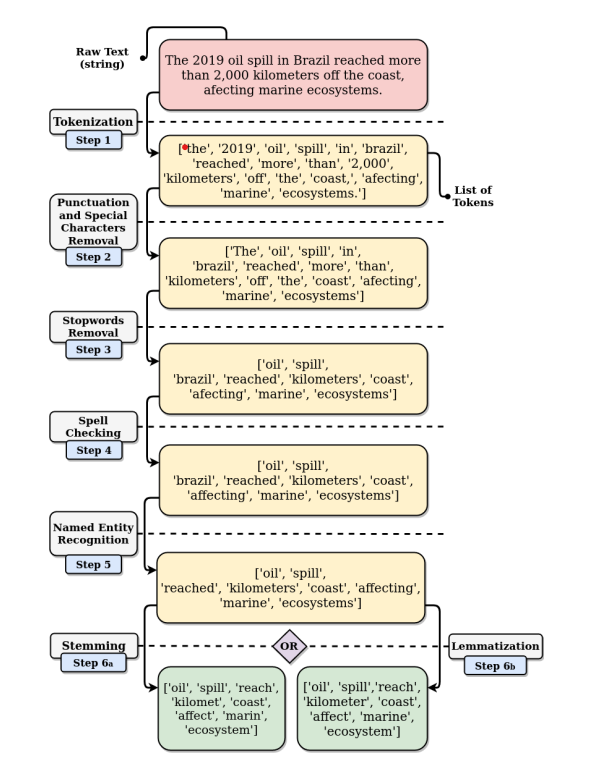 Raw Text
(string)
The 2019 oil spill in Brazil reached more
than 2,000 kilometers off the coast,
afecting marine ecosystems.
Tokenization
Step 1
['the', '2019', 'oil', 'spill', 'in', 'brazil',
'reached', 'more', 'than', '2,000',
'kilometers', 'off', 'the', 'coast,', 'afecting',
'marine', 'ecosystems.']
List of
Tokens
Punctuation
and Special
Characters
Removal
Step 2
['The', 'oil', 'spill', 'in',
'brazil', 'reached', 'more', 'than',
'kilometers', 'off', 'the', 'coast', 'afecting',
'marine', 'ecosystems']
Stopwords
Removal
Step 3
['oil', 'spill',
'brazil', 'reached', 'kilometers', 'coast',
'afecting', 'marine', 'ecosystems']
Spell
Checking
Step 4
['oil', 'spill',
'brazil', 'reached', 'kilometers', 'coast',
'affecting', 'marine', 'ecosystems']
Named Entity
Recognition
Step 5
['oil', 'spill',
'reached', 'kilometers', 'coast', 'affecting',
'marine', 'ecosystems']
Stemming
Step 6a
OR
Lemmatization
Step 6b
['oil', 'spill', 'reach',
'kilomet', 'coast',
'affect', 'marin',
'ecosystem']
['oil', 'spill','reach',
'kilometer', 'coast',
'affect', 'marine',
'ecosystem']